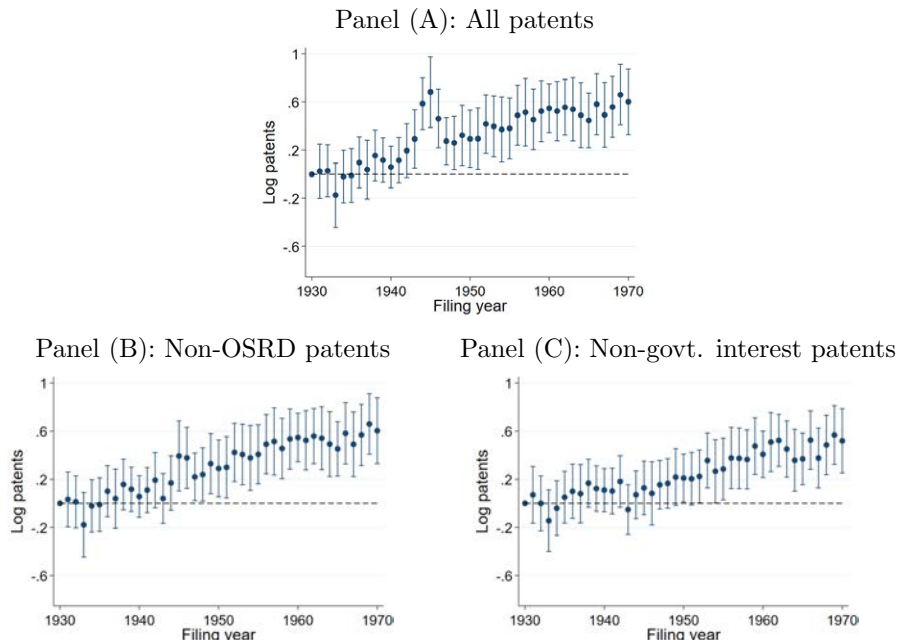 Panel (A): All patents
1
.6
.2
-.2
-.6
Log patents
1930 1940 1950 1960 1970
Filing year
Panel (B): Non-OSRD patents
1
.6
.2
-.2
-.6
Log patents
1930 1940 1950 1960 1970
Filing year
Panel (C): Non-govt. interest patents
1
.6
.2
-.2
-.6
Log patents
1930 1940 1950 1960 1970
Filing year